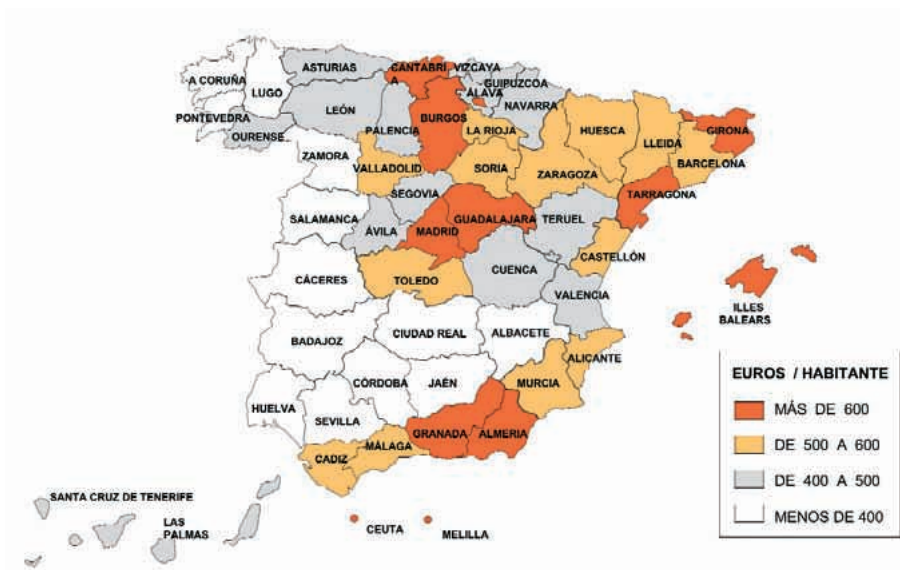 ASTURIAS
CANTABRI
A
VIZCAYA
GUIPUZCOA
A CORUÑA
LUGO
ÁLAVA
NAVARRA
LEÓN
PONTEVEDRA
OURENSE
PALENCIA
BURGOS
LA RIOJA
HUESCA
GIRONA
LLEIDA
BARCELONA
ZAMORA
VALLADOLID
SORIA
ZARAGOZA
SEGOVIA
TARRAGONA
SALAMANCA
ÁVILA
MADRID
GUADALAJARA
TERUEL
CASTELLÓN
CUENCA
CÁCERES
TOLEDO
VALENCIA
ILLES
BALEARS
BADAJOZ
CIUDAD REAL
ALBACETE
ALICANTE
CÓRDOBA
JAÉN
MURCIA
HUELVA
SEVILLA
GRANADA
ALMERIA
MÁLAGA
CADIZ
SANTA CRUZ DE TENERIFE
LAS
PALMAS
CEUTA
MELILLA
EUROS / HABITANTE
MÁS DE 600
DE 500 A 600
DE 400 A 500
MENOS DE 400